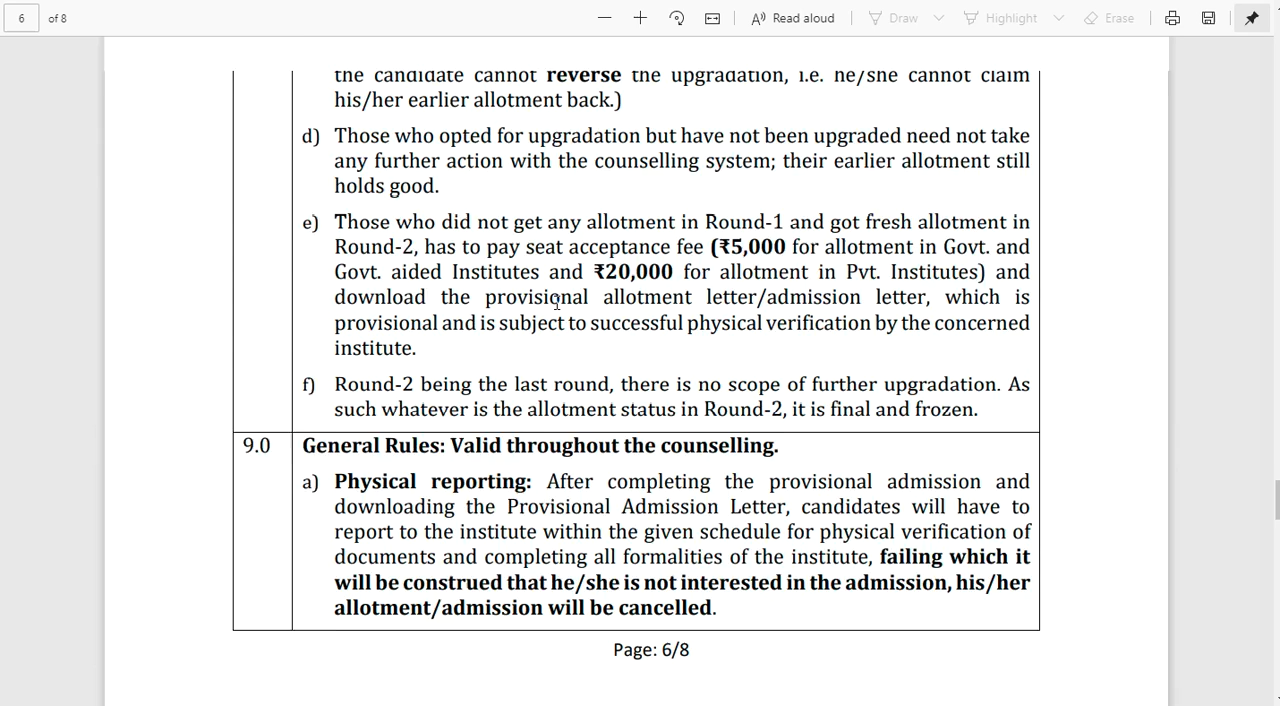 6 of 8 Read aloud Draw Highlight Erase
the candidate cannot reverse the upgradation, i.e. he/she cannot claim
his/her earlier allotment back.)
d) Those who opted for upgradation but have not been upgraded need not take
any further action with the counselling system; their earlier allotment still
holds good.
e) Those who did not get any allotment in Round-1 and got fresh allotment in
Round-2, has to pay seat acceptance fee (₹5,000 for allotment in Govt. and
Govt. aided Institutes and ₹20,000 for allotment in Pvt. Institutes) and
download the provisional allotment letter/admission letter, which is
provisional and is subject to successful physical verification by the concerned
institute.
f) Round-2 being the last round, there is no scope of further upgradation. As
such whatever is the allotment status in Round-2, it is final and frozen.
9.0 General Rules: Valid throughout the counselling.
a) Physical reporting: After completing the provisional admission and
downloading the Provisional Admission Letter, candidates will have to
report to the institute within the given schedule for physical verification of
documents and completing all formalities of the institute, failing which it
will be construed that he/she is not interested in the admission, his/her
allotment/admission will be cancelled.
Page: 6/8